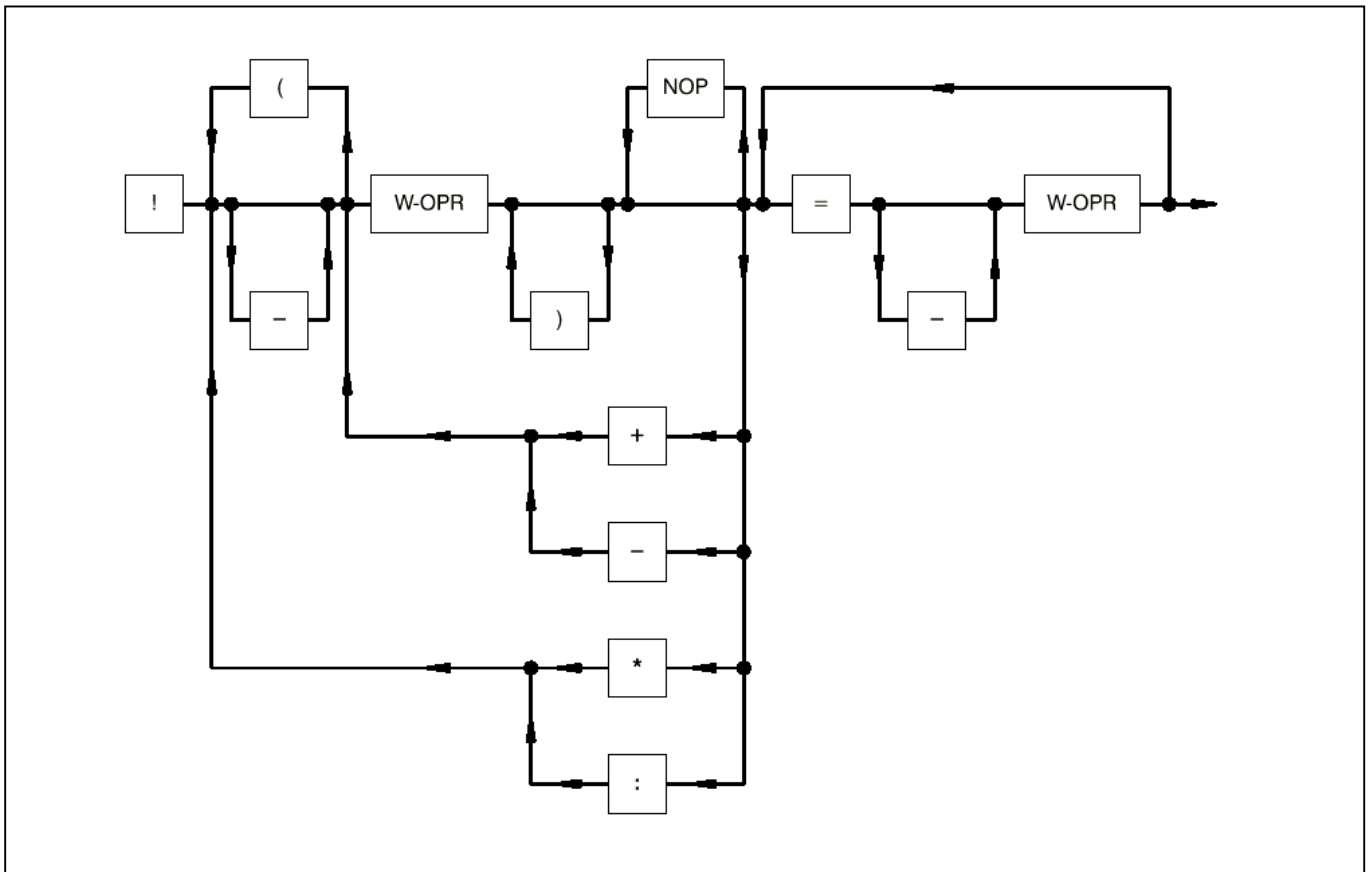 ( NOP
! W-OPR = W-OPR
– ) –
+
–
*
: